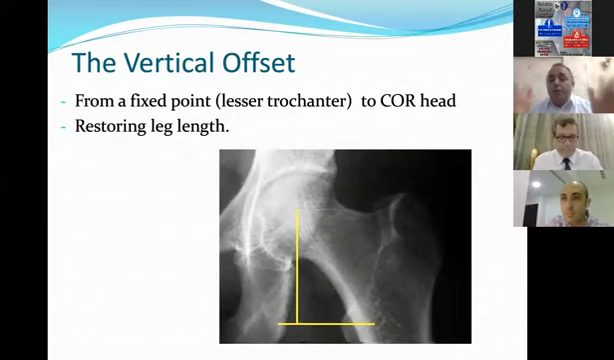 The Vertical Offset
- From a fixed point (lesser trochanter) to COR head
- Restoring leg length.